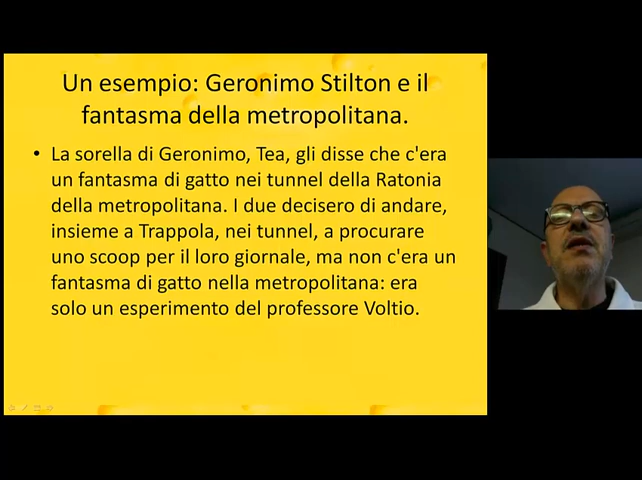 Un esempio: Geronimo Stilton e il
fantasma della metropolitana.
• La sorella di Geronimo, Tea, gli disse che c'era
un fantasma di gatto nei tunnel della Ratonia
della metropolitana. I due decisero di andare,
insieme a Trappola, nei tunnel, a procurare
uno scoop per il loro giornale, ma non c'era un
fantasma di gatto nella metropolitana: era
solo un esperimento del professore Voltio.